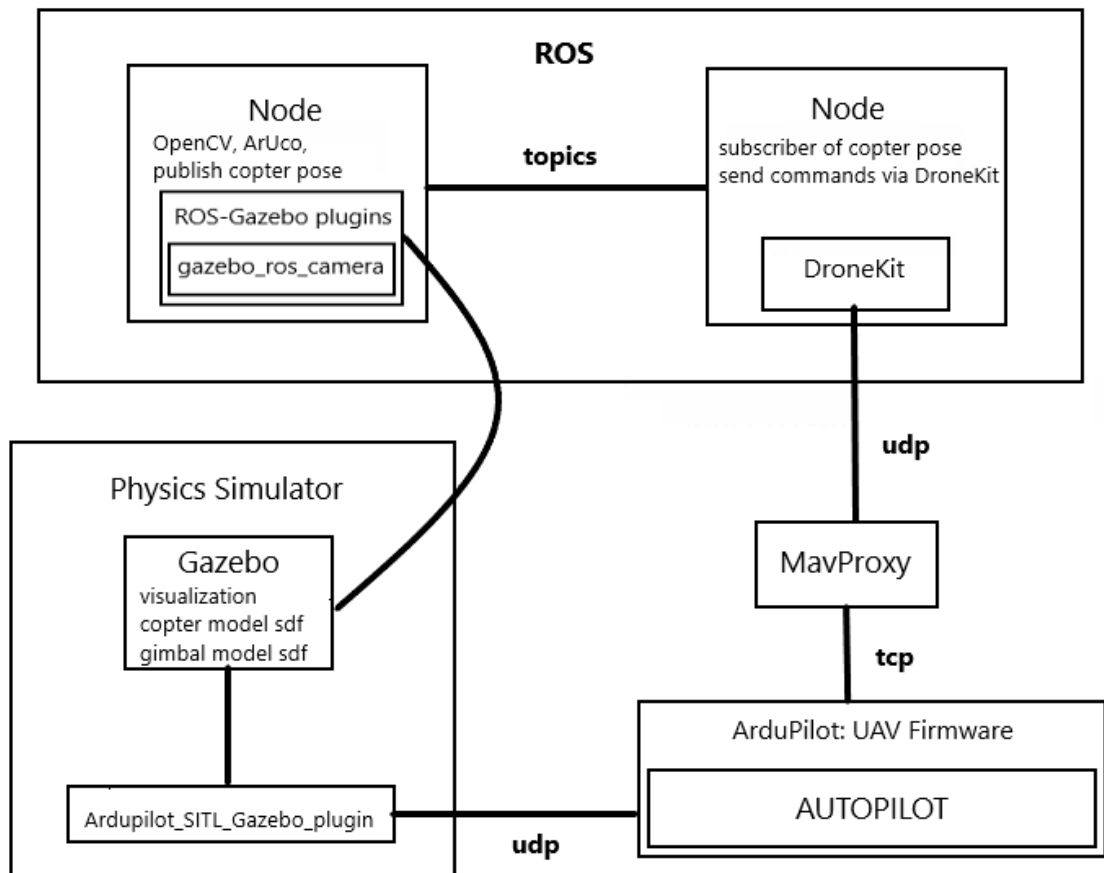 ROS
Node
OpenCV, ArUco,
publish copter pose
ROS-Gazebo plugins
gazebo_ros_camera
topics
Node
subscriber of copter pose
send commands via DroneKit
DroneKit
udp
Physics Simulator
Gazebo
visualization
copter model sdf
gimbal model sdf
MavProxy
tcp
Ardupilot_SITL_Gazebo_plugin
udp
ArduPilot: UAV Firmware
AUTOPILOT